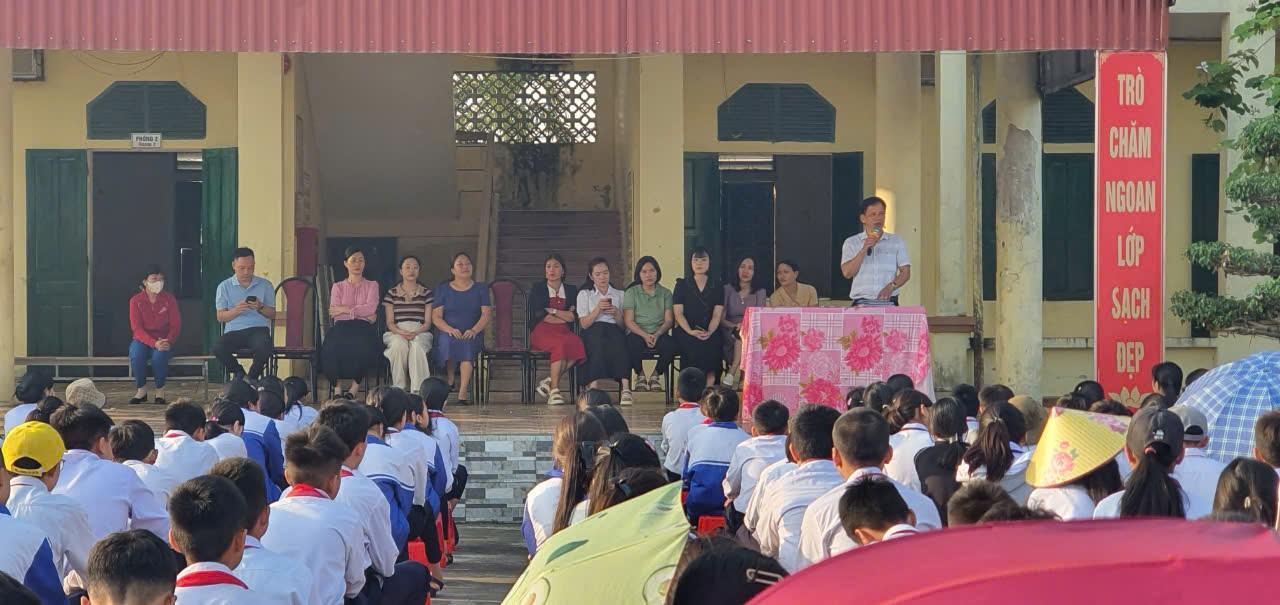 PHÒNG 2
TRÒ
CHĂM
NGOAN
LỚP
SẠCH
ĐẸP